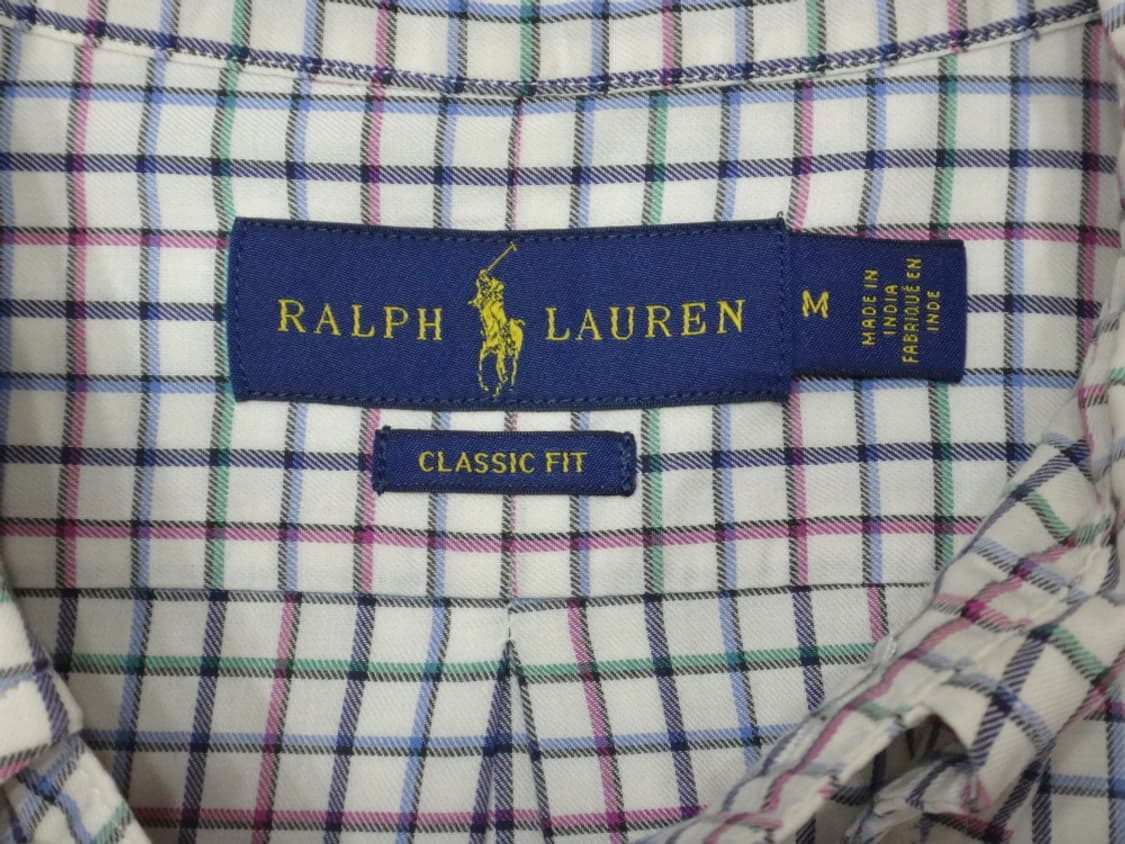 RALPH LAUREN
M
MADE IN
INDIA
FABRIQUÉ EN
INDE
CLASSIC FIT